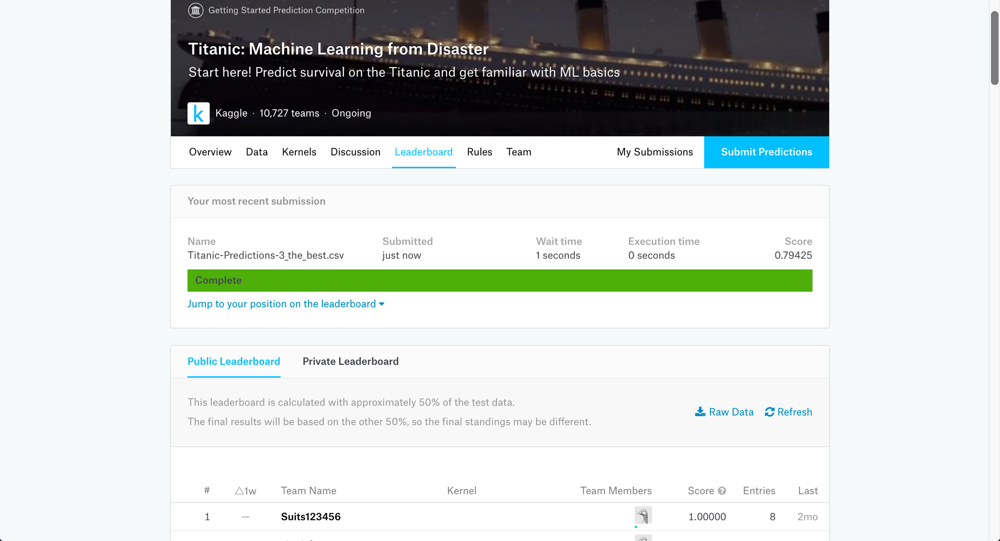 Getting Started Prediction Competition
Titanic: Machine Learning from Disaster
Start here! Predict survival on the Titanic and get familiar with ML basics
k Kaggle · 10,727 teams · Ongoing
Overview Data Kernels Discussion Leaderboard Rules Team My Submissions Submit Predictions
Your most recent submission
Name Submitted Wait time Execution time Score
Titanic-Predictions-3_the_best.csv just now 1 seconds 0 seconds 0.79425
Complete
Jump to your position on the leaderboard
Public Leaderboard Private Leaderboard
This leaderboard is calculated with approximately 50% of the test data.
The final results will be based on the other 50%, so the final standings may be different.
Raw Data Refresh
# △1w Team Name Kernel Team Members Score ? Entries Last
1 — Suits123456 1.00000 8 2mo